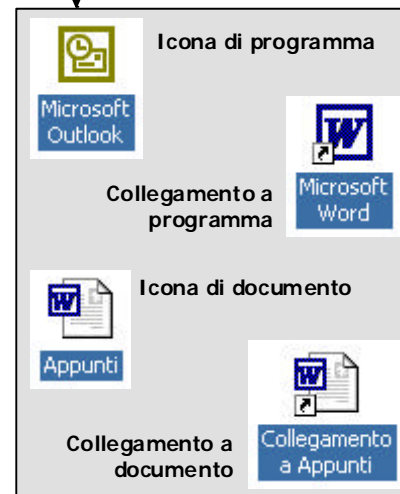 Icona di programma
Microsoft
Outlook
Collegamento a
programma
Microsoft
Word
Icona di documento
Appunti
Collegamento a
documento
Collegamento
a Appunti